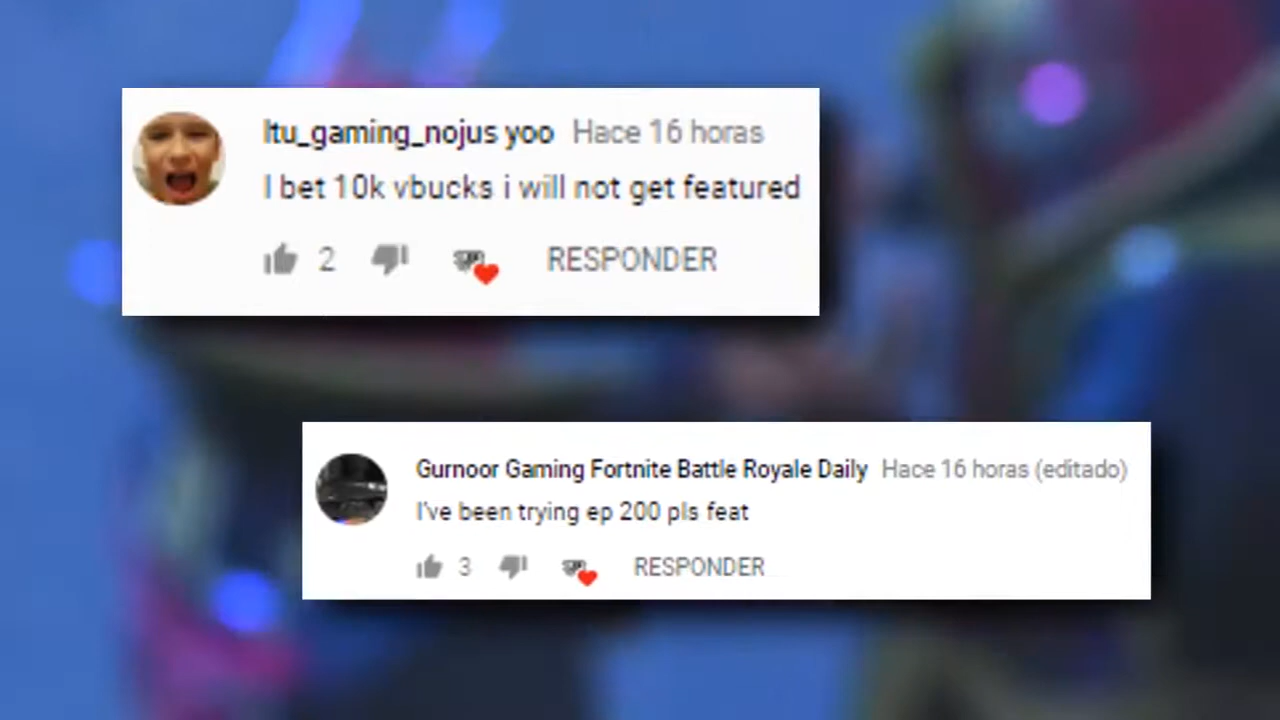 ltu_gaming_nojus yoo Hace 16 horas
I bet 10k vbucks i will not get featured
2 RESPONDER
Gurnoor Gaming Fortnite Battle Royale Daily Hace 16 horas (editado)
I've been trying ep 200 pls feat
3 RESPONDER